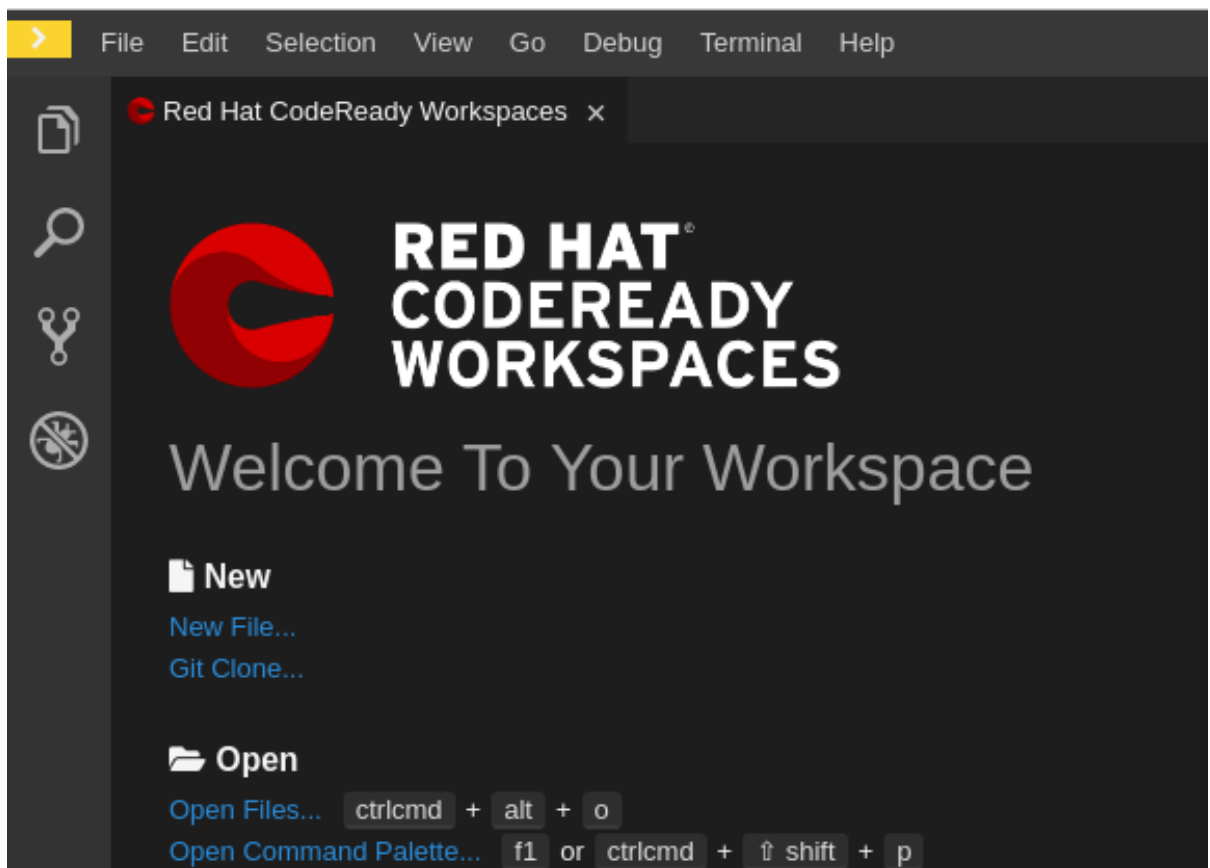 File Edit Selection View Go Debug Terminal Help
Red Hat CodeReady Workspaces ×
RED HAT®
CODEREADY
WORKSPACES
Welcome To Your Workspace
New
New File...
Git Clone...
Open
Open Files... ctrlcmd + alt + o
Open Command Palette... f1 or ctrlcmd + ⇧ shift + p